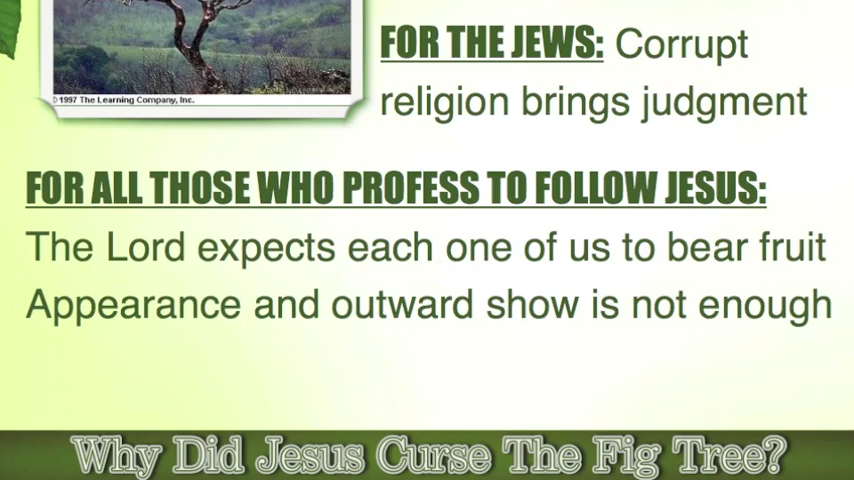 ©1997 The Learning Company, Inc.
FOR THE JEWS: Corrupt
religion brings judgment
FOR ALL THOSE WHO PROFESS TO FOLLOW JESUS:
The Lord expects each one of us to bear fruit
Appearance and outward show is not enough
Why Did Jesus Curse The Fig Tree?